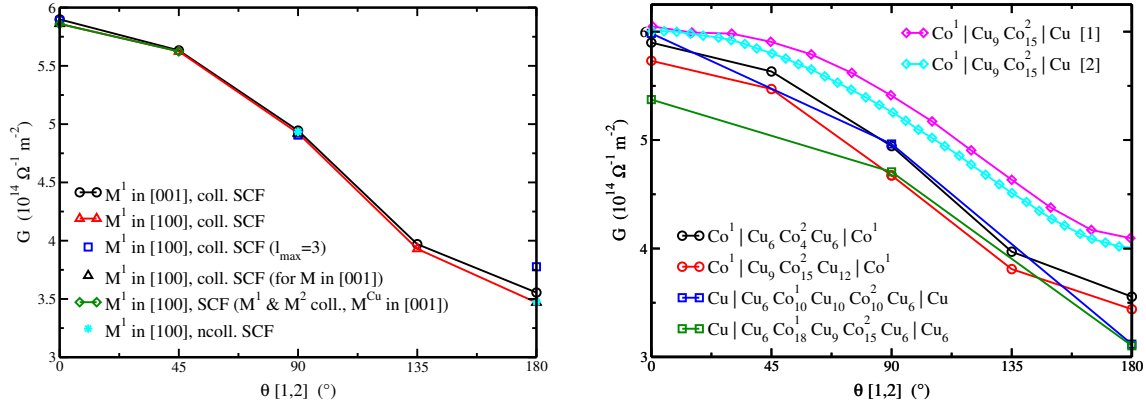 6
5.5
5
4.5
4
3.5
3
G (10¹⁴ Ω⁻¹ m⁻²)
M¹ in [001], coll. SCF
M¹ in [100], coll. SCF
M¹ in [100], coll. SCF (l_max=3)
M¹ in [100], coll. SCF (for M in [001])
M¹ in [100], SCF (M¹ & M² coll., M^Cu in [001])
M¹ in [100], ncoll. SCF
0 45 90 135 180
θ [1,2] (°)
6
5
4
3
G (10¹⁴ Ω⁻¹ m⁻²)
Co¹ | Cu₉ Co²₁₅ | Cu [1]
Co¹ | Cu₉ Co²₁₅ | Cu [2]
Co¹ | Cu₆ Co²₄ Cu₆ | Co¹
Co¹ | Cu₉ Co²₁₅ Cu₁₂ | Co¹
Cu | Cu₆ Co¹₁₀ Cu₁₀ Co²₁₀ Cu₆ | Cu
Cu | Cu₆ Co¹₁₈ Cu₉ Co²₁₅ Cu₆ | Cu₆
0 45 90 135 180
θ [1,2] (°)